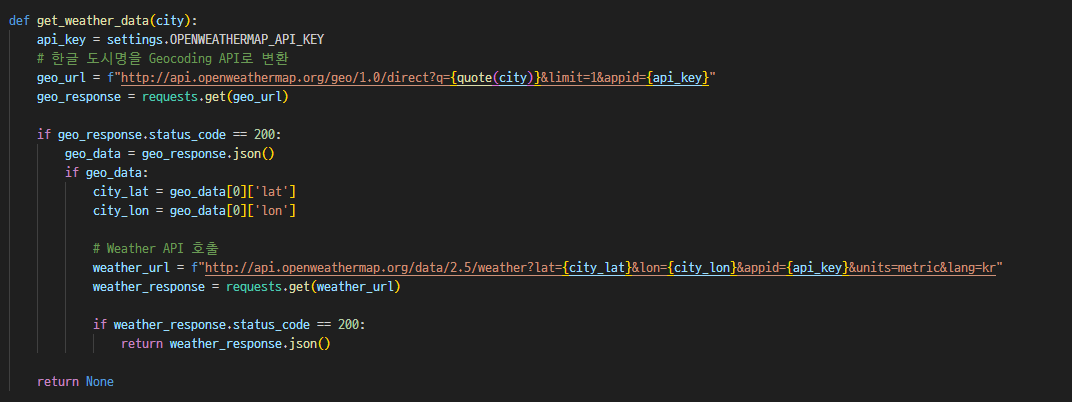 def get_weather_data(city):
    api_key = settings.OPENWEATHERMAP_API_KEY
    # 한글 도시명을 Geocoding API로 변환
    geo_url = f"http://api.openweathermap.org/geo/1.0/direct?q={quote(city)}&limit=1&appid={api_key}"
    geo_response = requests.get(geo_url)

    if geo_response.status_code == 200:
        geo_data = geo_response.json()
        if geo_data:
            city_lat = geo_data[0]['lat']
            city_lon = geo_data[0]['lon']

            # Weather API 호출
            weather_url = f"http://api.openweathermap.org/data/2.5/weather?lat={city_lat}&lon={city_lon}&appid={api_key}&units=metric&lang=kr"
            weather_response = requests.get(weather_url)

            if weather_response.status_code == 200:
                return weather_response.json()

    return None